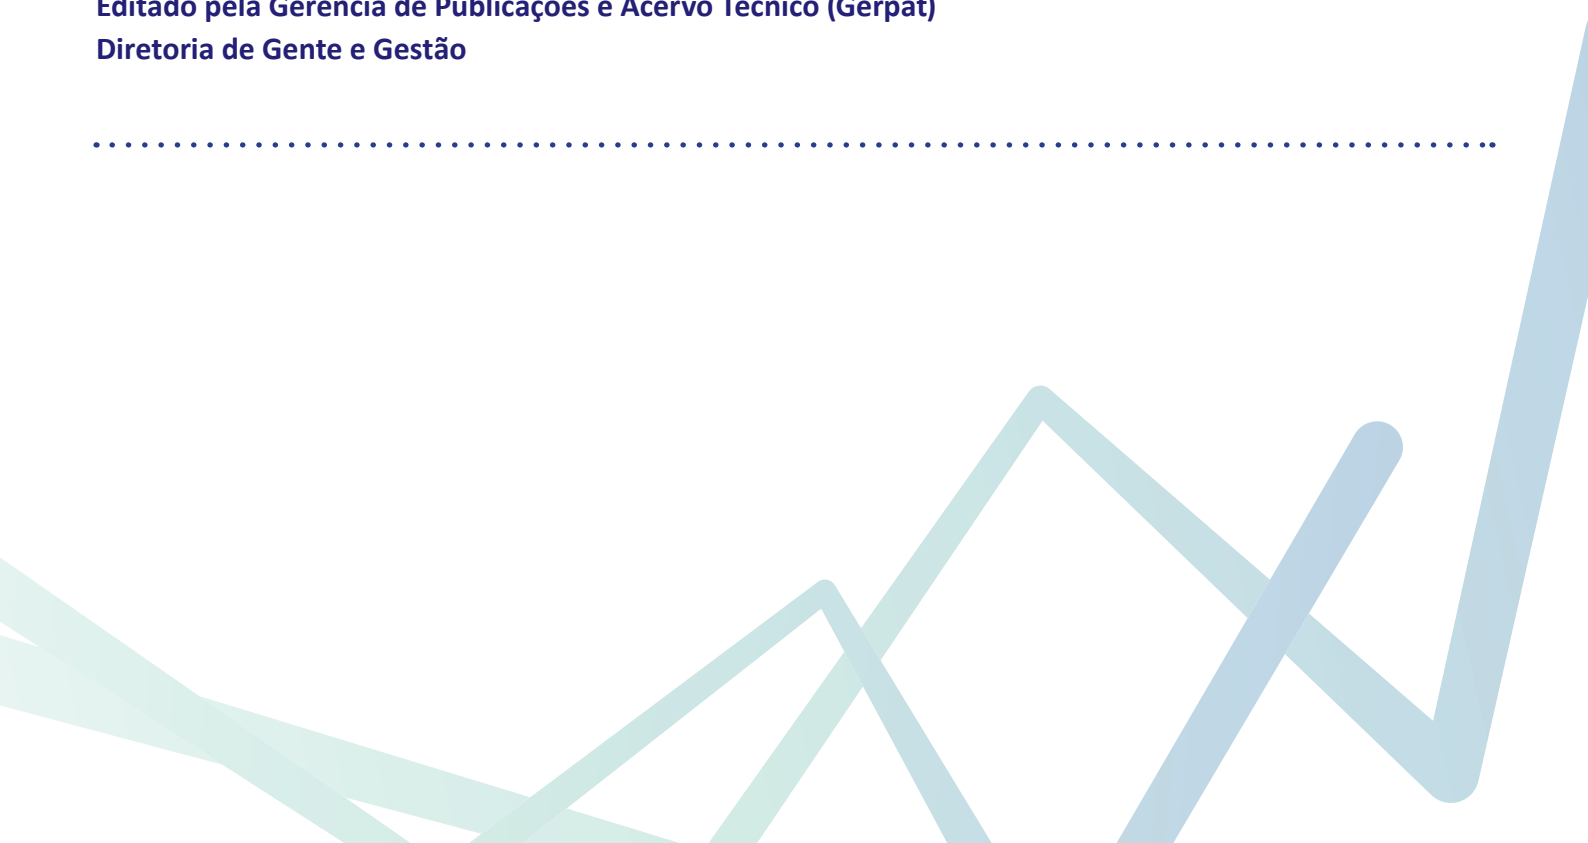 Editado pela Gerência de Publicações e Acervo Técnico (Gerpat)
Diretoria de Gente e Gestão